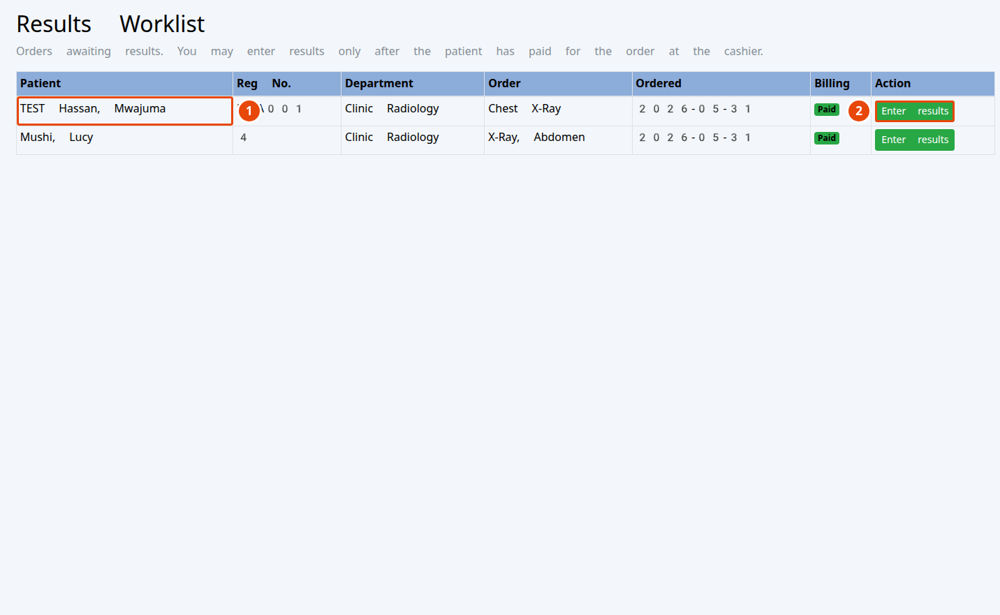 Results Worklist
Orders awaiting results. You may enter results only after the patient has paid for the order at the cashier.
Patient Reg No. Department Order Ordered Billing Action
TEST Hassan, Mwajuma 1 001 Clinic Radiology Chest X-Ray 2026-05-31 Paid 2 Enter results
Mushi, Lucy 4 Clinic Radiology X-Ray, Abdomen 2026-05-31 Paid Enter results